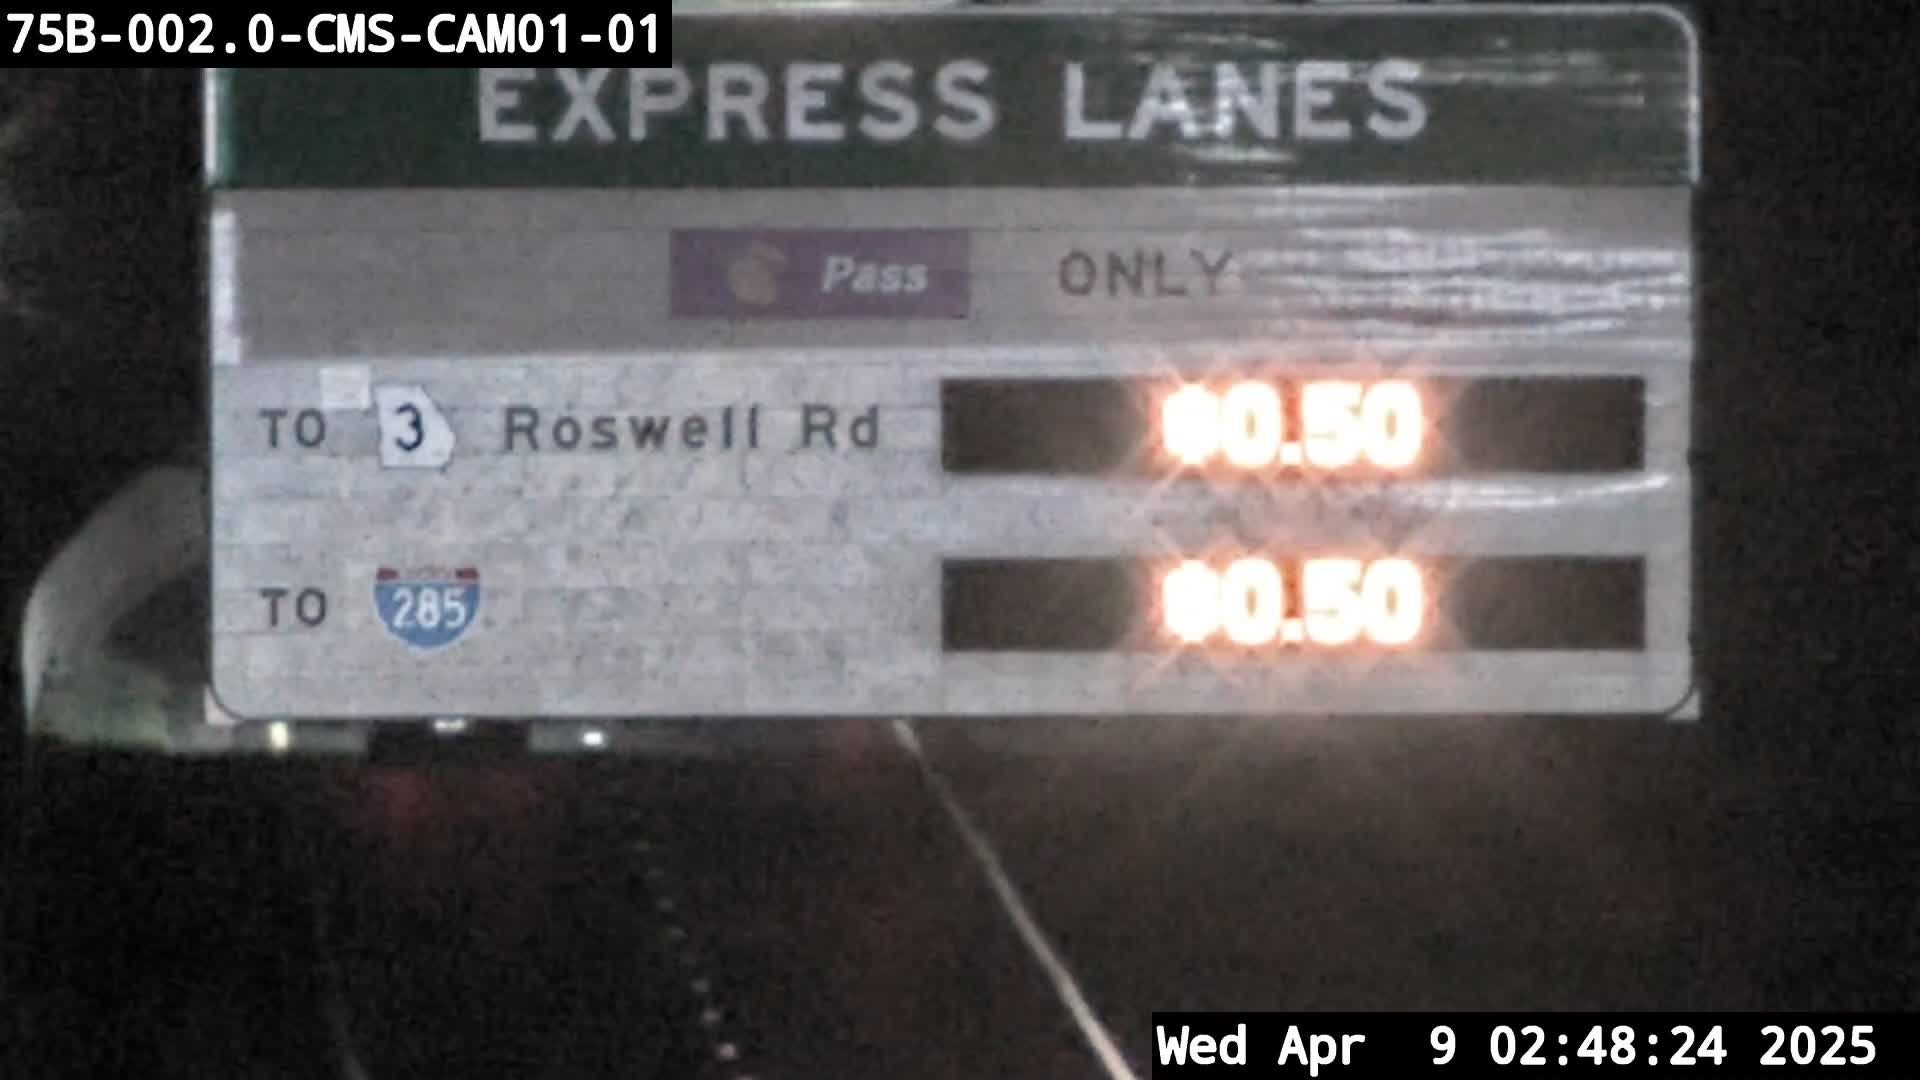 75B-002.0-CMS-CAM01-01
EXPRESS LANES
Pass ONLY
TO 3 Roswell Rd $0.50
TO 285 $0.50
Wed Apr 9 02:48:24 2025